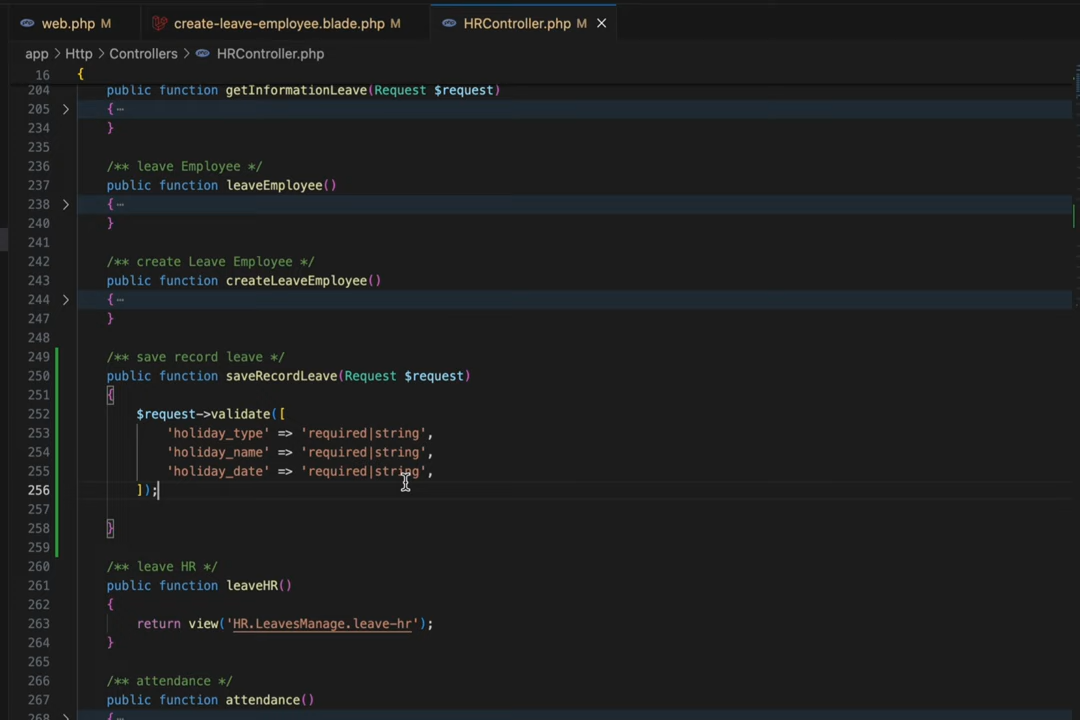 web.php M create-leave-employee.blade.php M HRController.php M
app > Http > Controllers > HRController.php
16 {
204 public function getInformationLeave(Request $request)
205 { ⋯
234 }
235
236 /** leave Employee */
237 public function leaveEmployee()
238 { ⋯
240 }
241
242 /** create Leave Employee */
243 public function createLeaveEmployee()
244 { ⋯
247 }
248
249 /** save record leave */
250 public function saveRecordLeave(Request $request)
251 {
252 $request->validate([
253 'holiday_type' => 'required|string',
254 'holiday_name' => 'required|string',
255 'holiday_date' => 'required|string',
256 ]);
257
258 }
259
260 /** leave HR */
261 public function leaveHR()
262 {
263 return view('HR.LeavesManage.leave-hr');
264 }
265
266 /** attendance */
267 public function attendance()
268 { ⋯